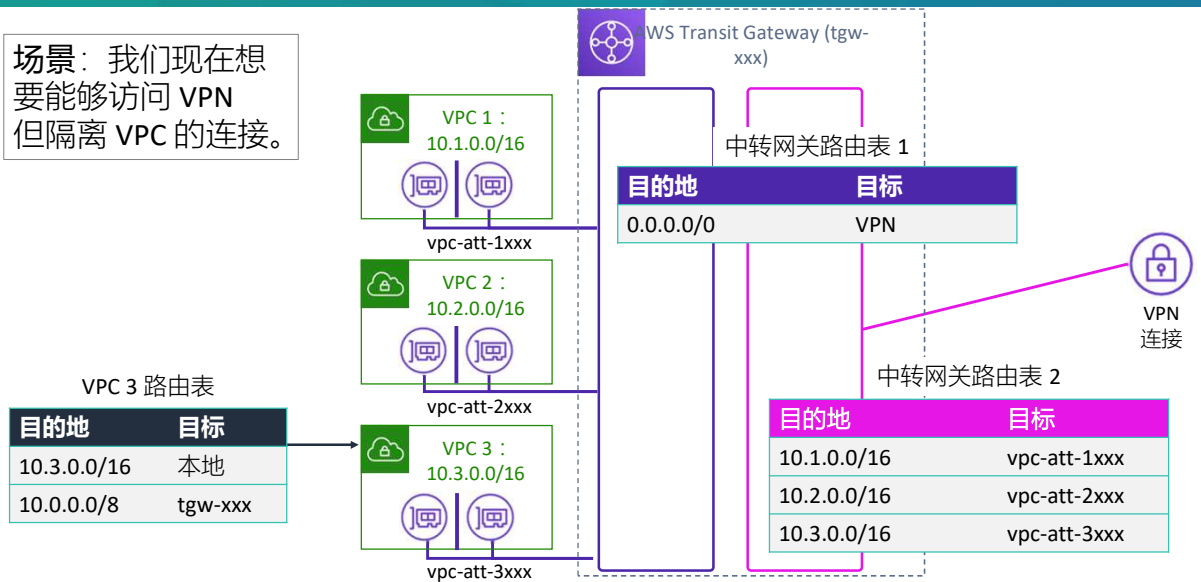 场景：我们现在想
要能够访问 VPN
但隔离 VPC 的连接。
AWS Transit Gateway (tgw-
xxx)
VPC 1：
10.1.0.0/16
vpc-att-1xxx
VPC 2：
10.2.0.0/16
vpc-att-2xxx
VPC 3：
10.3.0.0/16
vpc-att-3xxx
中转网关路由表 1
目的地 目标
0.0.0.0/0 VPN
VPN
连接
中转网关路由表 2
目的地 目标
10.1.0.0/16 vpc-att-1xxx
10.2.0.0/16 vpc-att-2xxx
10.3.0.0/16 vpc-att-3xxx
VPC 3 路由表
目的地 目标
10.3.0.0/16 本地
10.0.0.0/8 tgw-xxx